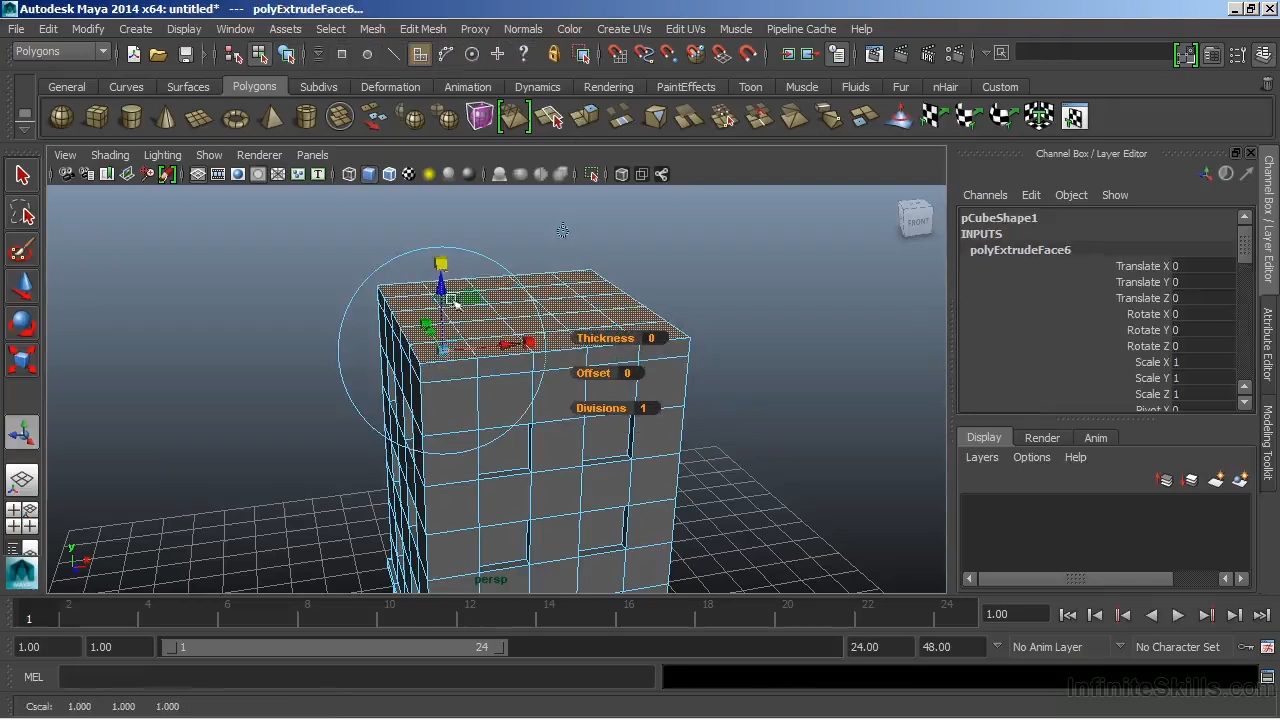 Autodesk Maya 2014 x64: untitled*   ---   polyExtrudeFace6...
File Edit Modify Create Display Window Assets Select Mesh Edit Mesh Proxy Normals Color Create UVs Edit UVs Muscle Pipeline Cache Help
Polygons
General Curves Surfaces Polygons Subdivs Deformation Animation Dynamics Rendering PaintEffects Toon Muscle Fluids Fur nHair Custom
View Shading Lighting Show Renderer Panels
Channel Box / Layer Editor
Channels Edit Object Show
pCubeShape1
INPUTS
polyExtrudeFace6
Translate X 0
Translate Y 0
Translate Z 0
Rotate X 0
Rotate Y 0
Rotate Z 0
Scale X 1
Scale Y 1
Scale Z 1
Pivot X 0
FRONT
Thickness 0
Offset 0
Divisions 1
persp
y
Display Render Anim
Layers Options Help
Channel Box / Layer Editor
Attribute Editor
Modeling Toolkit
2 4 6 8 10 12 14 16 18 20 22 24
1
1.00
1.00 1.00 1 24 24.00 48.00 No Anim Layer No Character Set
MEL
InfiniteSkills.com
Cscal: 1.000 1.000 1.000